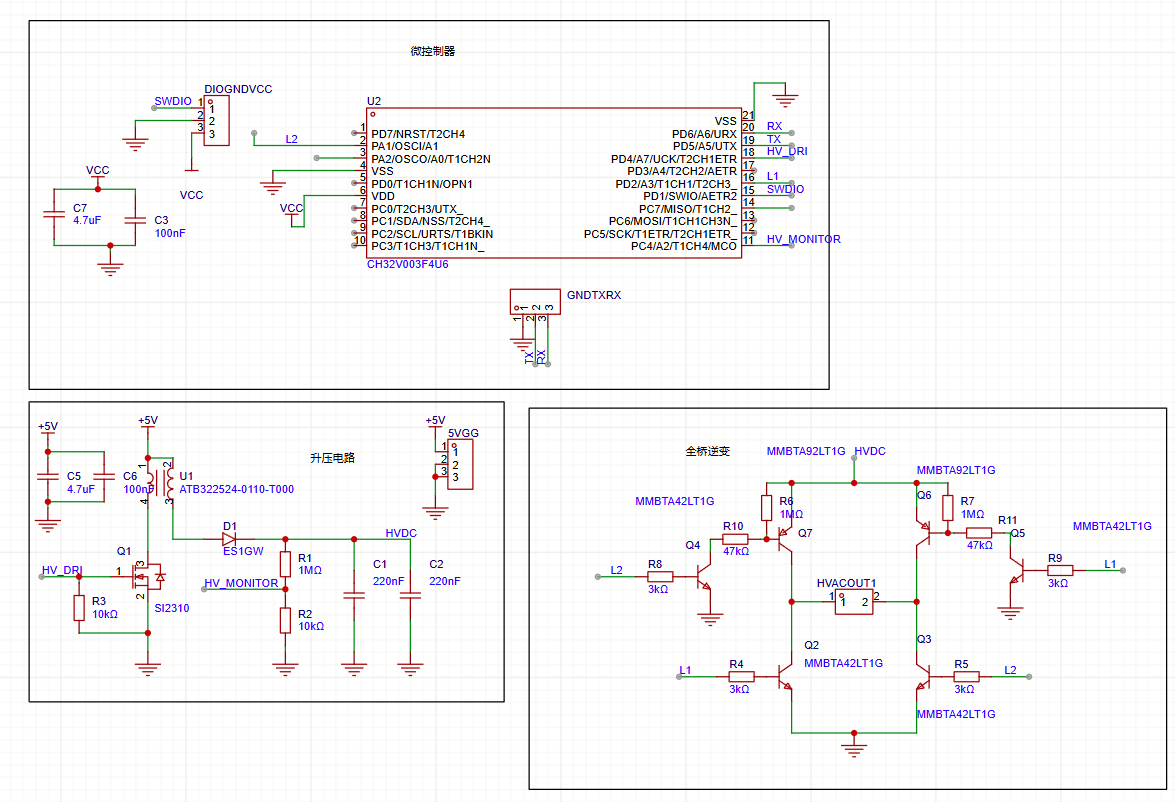 微控制器
DIOGNDVCC
SWDIO 1 1
2 2
3 3
VCC
L2
VCC
C7
4.7uF
C3
100nF
VCC
U2
1 PD7/NRST/T2CH4
2 PA1/OSCI/A1
3 PA2/OSCO/A0/T1CH2N
4 VSS
5 PD0/T1CH1N/OPN1
6 VDD
7 PC0/T2CH3/UTX_
8 PC1/SDA/NSS/T2CH4_
9 PC2/SCL/URTS/T1BKIN
10 PC3/T1CH3/T1CH1N_
VSS 21
PD6/A6/URX 20 RX
PD5/A5/UTX 19 TX
PD4/A7/UCK/T2CH1ETR 18 HV_DRI
PD3/A4/T2CH2/AETR 17
PD2/A3/T1CH1/T2CH3_ 16 L1
PD1/SWIO/AETR2 15 SWDIO
PC7/MISO/T1CH2_ 14
PC6/MOSI/T1CH1CH3N_ 13
PC5/SCK/T1ETR/T2CH1ETR_ 12
PC4/A2/T1CH4/MCO 11 HV_MONITOR
CH32V003F4U6
GNDTXRX
1 2 3
1 2 3
TX
RX
升压电路
+5V
C5
4.7uF
C6
100nF
+5V
1 2
4 3
U1
ATB322524-0110-T000
+5V
5VGG
1 1
2 2
3 3
D1
ES1GW
HVDC
Q1
1
3
2
SI2310
HV_DRI
R3
10kΩ
HV_MONITOR
R1
1MΩ
R2
10kΩ
C1
220nF
C2
220nF
全桥逆变
MMBTA92LT1G
HVDC
MMBTA92LT1G
MMBTA42LT1G
R6
1MΩ
Q6
R7
1MΩ
R10
47kΩ
Q7
R11
47kΩ
Q5
MMBTA42LT1G
Q4
L2
R8
3kΩ
R9
3kΩ
L1
HVACOUT1
1 1 2 2
Q2
MMBTA42LT1G
Q3
L1
R4
3kΩ
R5
3kΩ
L2
MMBTA42LT1G